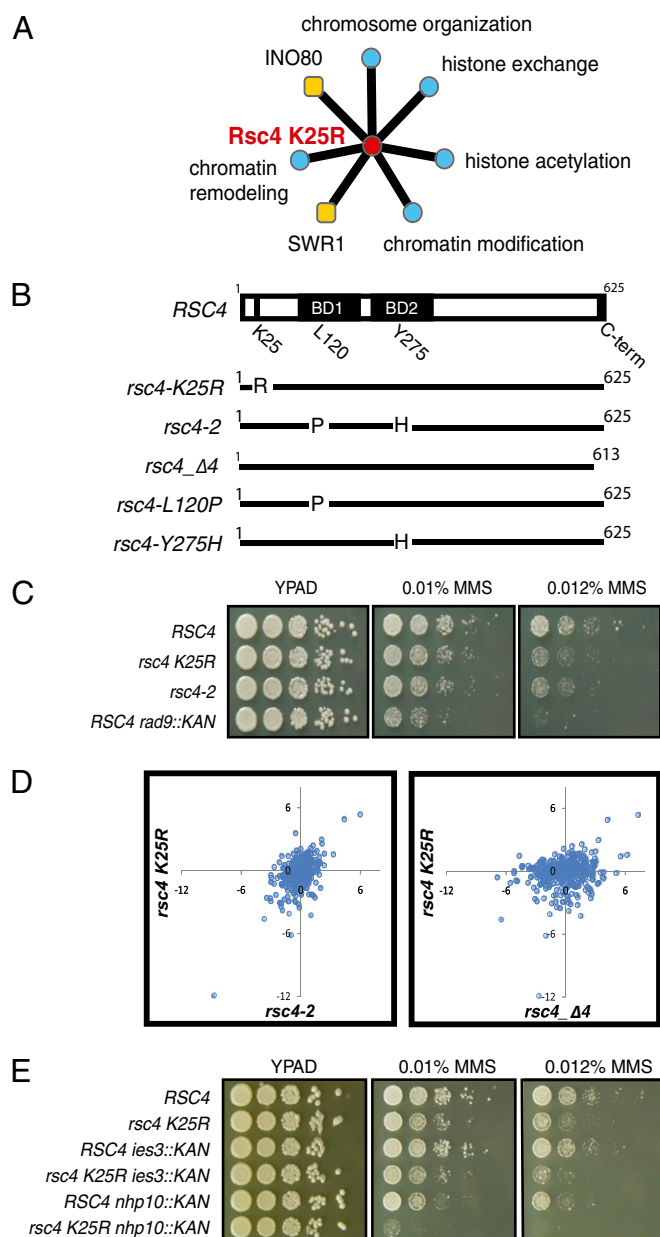 A
chromosome organization
INO80
histone exchange
Rsc4 K25R
chromatin
remodeling
histone acetylation
SWR1
chromatin modification
B
1
625
RSC4
BD1
BD2
K25
L120
Y275
C-term
rsc4-K25R
1
R
625
rsc4-2
1
P
H
625
rsc4_Δ4
1
613
rsc4-L120P
1
P
625
rsc4-Y275H
1
H
625
C
YPAD
0.01% MMS
0.012% MMS
RSC4
rsc4 K25R
rsc4-2
RSC4 rad9::KAN
D
rsc4 K25R
6
-12
-6
0
6
-6
-12
rsc4-2
rsc4 K25R
6
-12
-6
0
6
-6
-12
rsc4_Δ4
E
YPAD
0.01% MMS
0.012% MMS
RSC4
rsc4 K25R
RSC4 ies3::KAN
rsc4 K25R ies3::KAN
RSC4 nhp10::KAN
rsc4 K25R nhp10::KAN